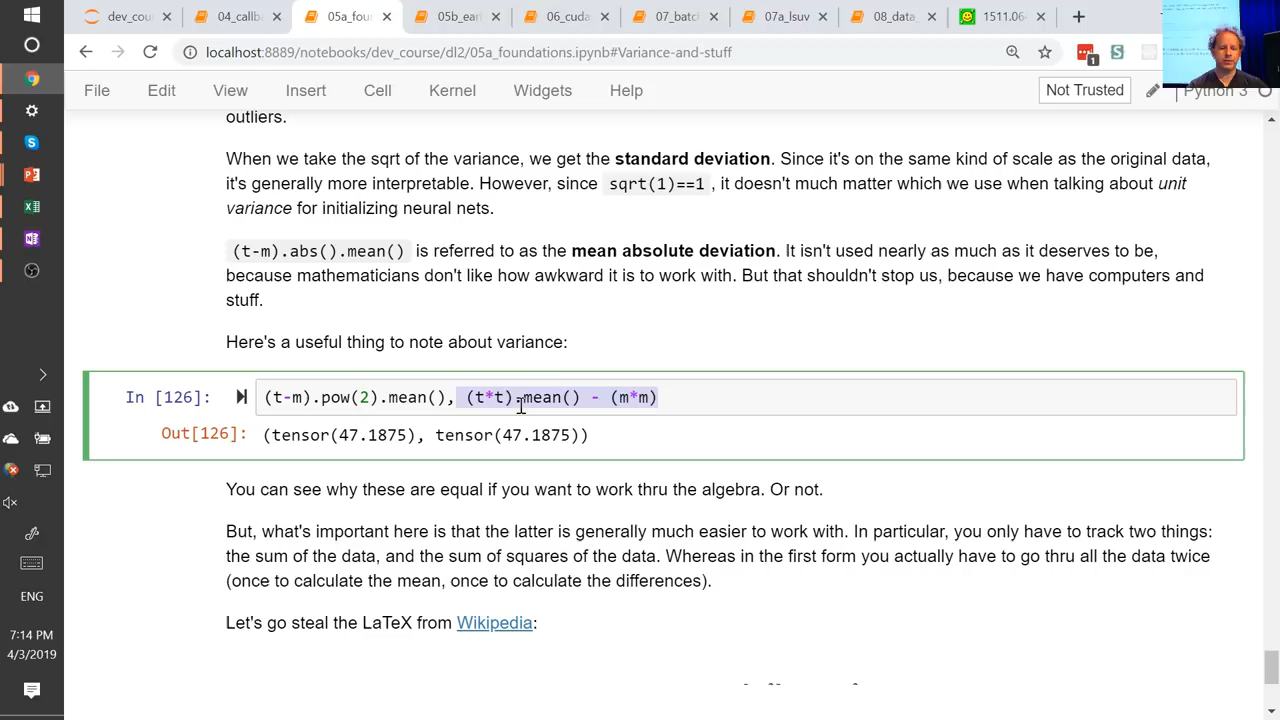 dev_cou
04_callb
05a_fou
05b_ear
06_cuda
07_batch
07a_lsuv
08_data
1511.06
localhost:8889/notebooks/dev_course/dl2/05a_foundations.ipynb#Variance-and-stuff
1
S
File Edit View Insert Cell Kernel Widgets Help
Not Trusted
Python 3
outliers.
When we take the sqrt of the variance, we get the standard deviation. Since it's on the same kind of scale as the original data,
it's generally more interpretable. However, since sqrt(1)==1 , it doesn't much matter which we use when talking about unit
variance for initializing neural nets.
(t-m).abs().mean() is referred to as the mean absolute deviation. It isn't used nearly as much as it deserves to be,
because mathematicians don't like how awkward it is to work with. But that shouldn't stop us, because we have computers and
stuff.
Here's a useful thing to note about variance:
In [126]: (t-m).pow(2).mean(), (t*t).mean() - (m*m)
Out[126]: (tensor(47.1875), tensor(47.1875))
You can see why these are equal if you want to work thru the algebra. Or not.
But, what's important here is that the latter is generally much easier to work with. In particular, you only have to track two things:
the sum of the data, and the sum of squares of the data. Whereas in the first form you actually have to go thru all the data twice
(once to calculate the mean, once to calculate the differences).
Let's go steal the LaTeX from Wikipedia:
ENG
7:14 PM
4/3/2019